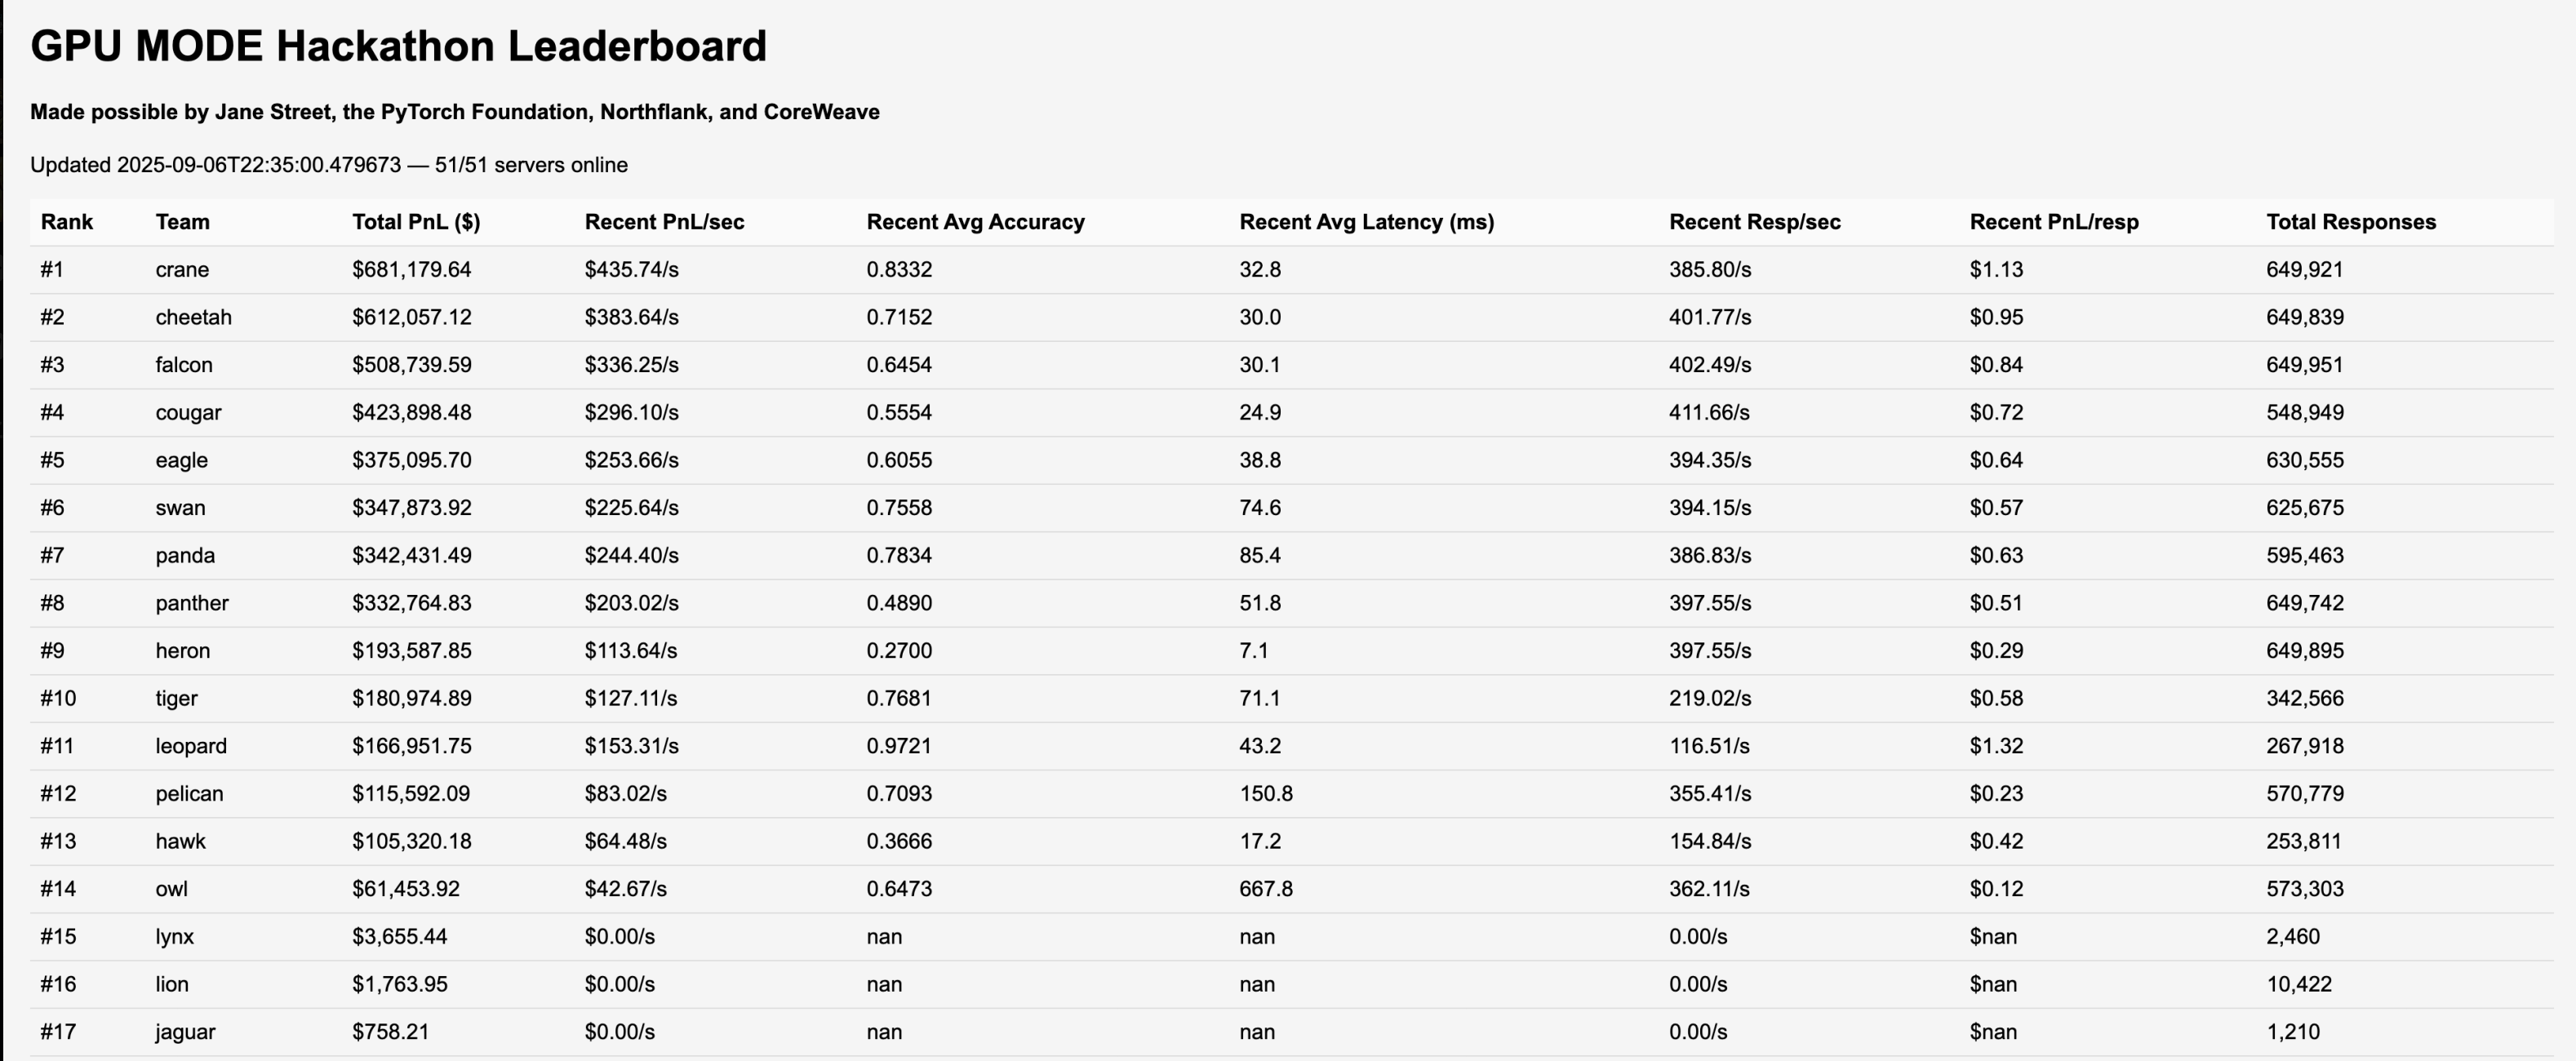 GPU MODE Hackathon Leaderboard
Made possible by Jane Street, the PyTorch Foundation, Northflank, and CoreWeave
Updated 2025-09-06T22:35:00.479673 — 51/51 servers online
Rank Team Total PnL ($) Recent PnL/sec Recent Avg Accuracy Recent Avg Latency (ms) Recent Resp/sec Recent PnL/resp Total Responses
#1 crane $681,179.64 $435.74/s 0.8332 32.8 385.80/s $1.13 649,921
#2 cheetah $612,057.12 $383.64/s 0.7152 30.0 401.77/s $0.95 649,839
#3 falcon $508,739.59 $336.25/s 0.6454 30.1 402.49/s $0.84 649,951
#4 cougar $423,898.48 $296.10/s 0.5554 24.9 411.66/s $0.72 548,949
#5 eagle $375,095.70 $253.66/s 0.6055 38.8 394.35/s $0.64 630,555
#6 swan $347,873.92 $225.64/s 0.7558 74.6 394.15/s $0.57 625,675
#7 panda $342,431.49 $244.40/s 0.7834 85.4 386.83/s $0.63 595,463
#8 panther $332,764.83 $203.02/s 0.4890 51.8 397.55/s $0.51 649,742
#9 heron $193,587.85 $113.64/s 0.2700 7.1 397.55/s $0.29 649,895
#10 tiger $180,974.89 $127.11/s 0.7681 71.1 219.02/s $0.58 342,566
#11 leopard $166,951.75 $153.31/s 0.9721 43.2 116.51/s $1.32 267,918
#12 pelican $115,592.09 $83.02/s 0.7093 150.8 355.41/s $0.23 570,779
#13 hawk $105,320.18 $64.48/s 0.3666 17.2 154.84/s $0.42 253,811
#14 owl $61,453.92 $42.67/s 0.6473 667.8 362.11/s $0.12 573,303
#15 lynx $3,655.44 $0.00/s nan nan 0.00/s $nan 2,460
#16 lion $1,763.95 $0.00/s nan nan 0.00/s $nan 10,422
#17 jaguar $758.21 $0.00/s nan nan 0.00/s $nan 1,210